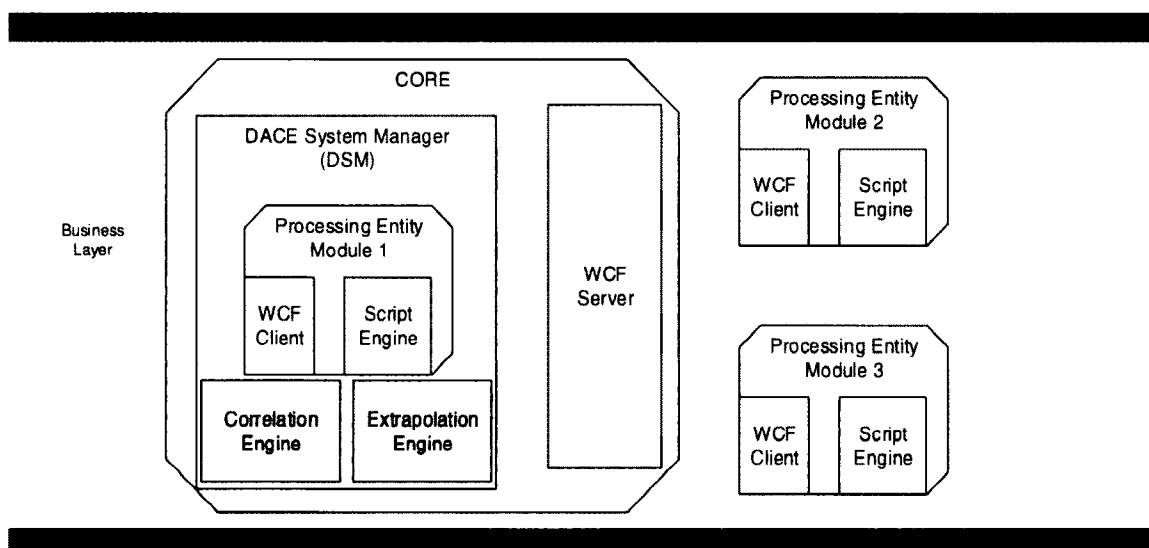 CORE
DACE System Manager
(DSM)
Processing Entity
Module 1
WCF
Client
Script
Engine
Correlation
Engine
Extrapolation
Engine
WCF
Server
Business
Layer
Processing Entity
Module 2
WCF
Client
Script
Engine
Processing Entity
Module 3
WCF
Client
Script
Engine